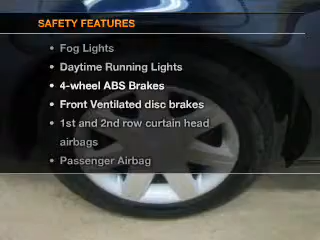 SAFETY FEATURES
• Fog Lights
• Daytime Running Lights
• 4-wheel ABS Brakes
• Front Ventilated disc brakes
• 1st and 2nd row curtain head
airbags
• Passenger Airbag